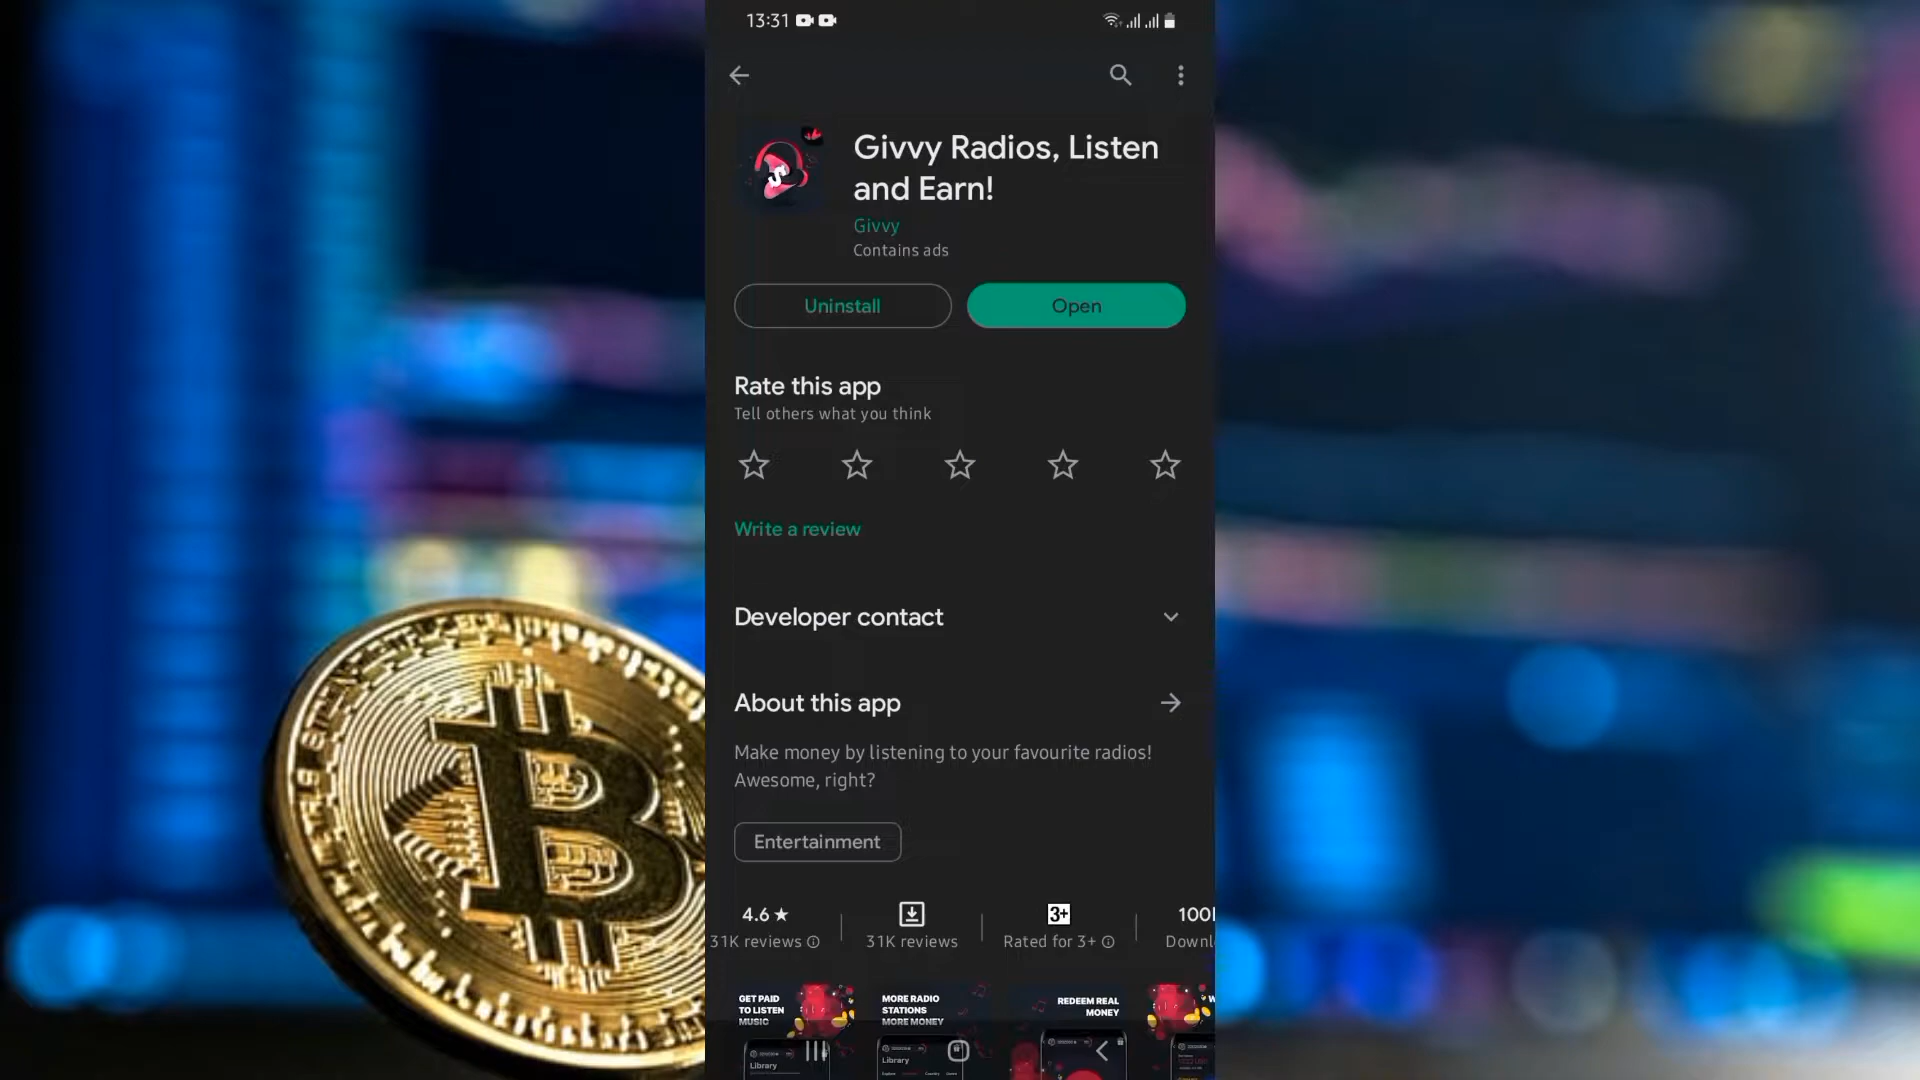 13:31
Givvy Radios, Listen
and Earn!
Givvy
Contains ads
Uninstall
Open
Rate this app
Tell others what you think
Write a review
Developer contact
About this app
Make money by listening to your favourite radios!
Awesome, right?
Entertainment
4.6 ★
31K reviews
31K reviews
3+
Rated for 3+
GET PAID
TO LISTEN
MUSIC
MORE RADIO
STATIONS
MORE MONEY
REDEEM REAL
MONEY
Library
Library